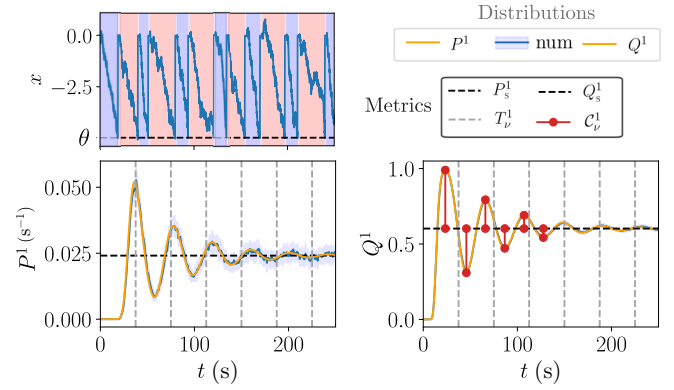 Distributions
P¹ num Q¹
Metrics
P¹ₛ Q¹ₛ
T¹ᵥ 𝒞¹ᵥ
x
0.0
−2.5
θ
P¹ (s⁻¹)
0.050
0.025
0.000
0 100 200
t (s)
Q¹
1.0
0.5
0.0
0 100 200
t (s)